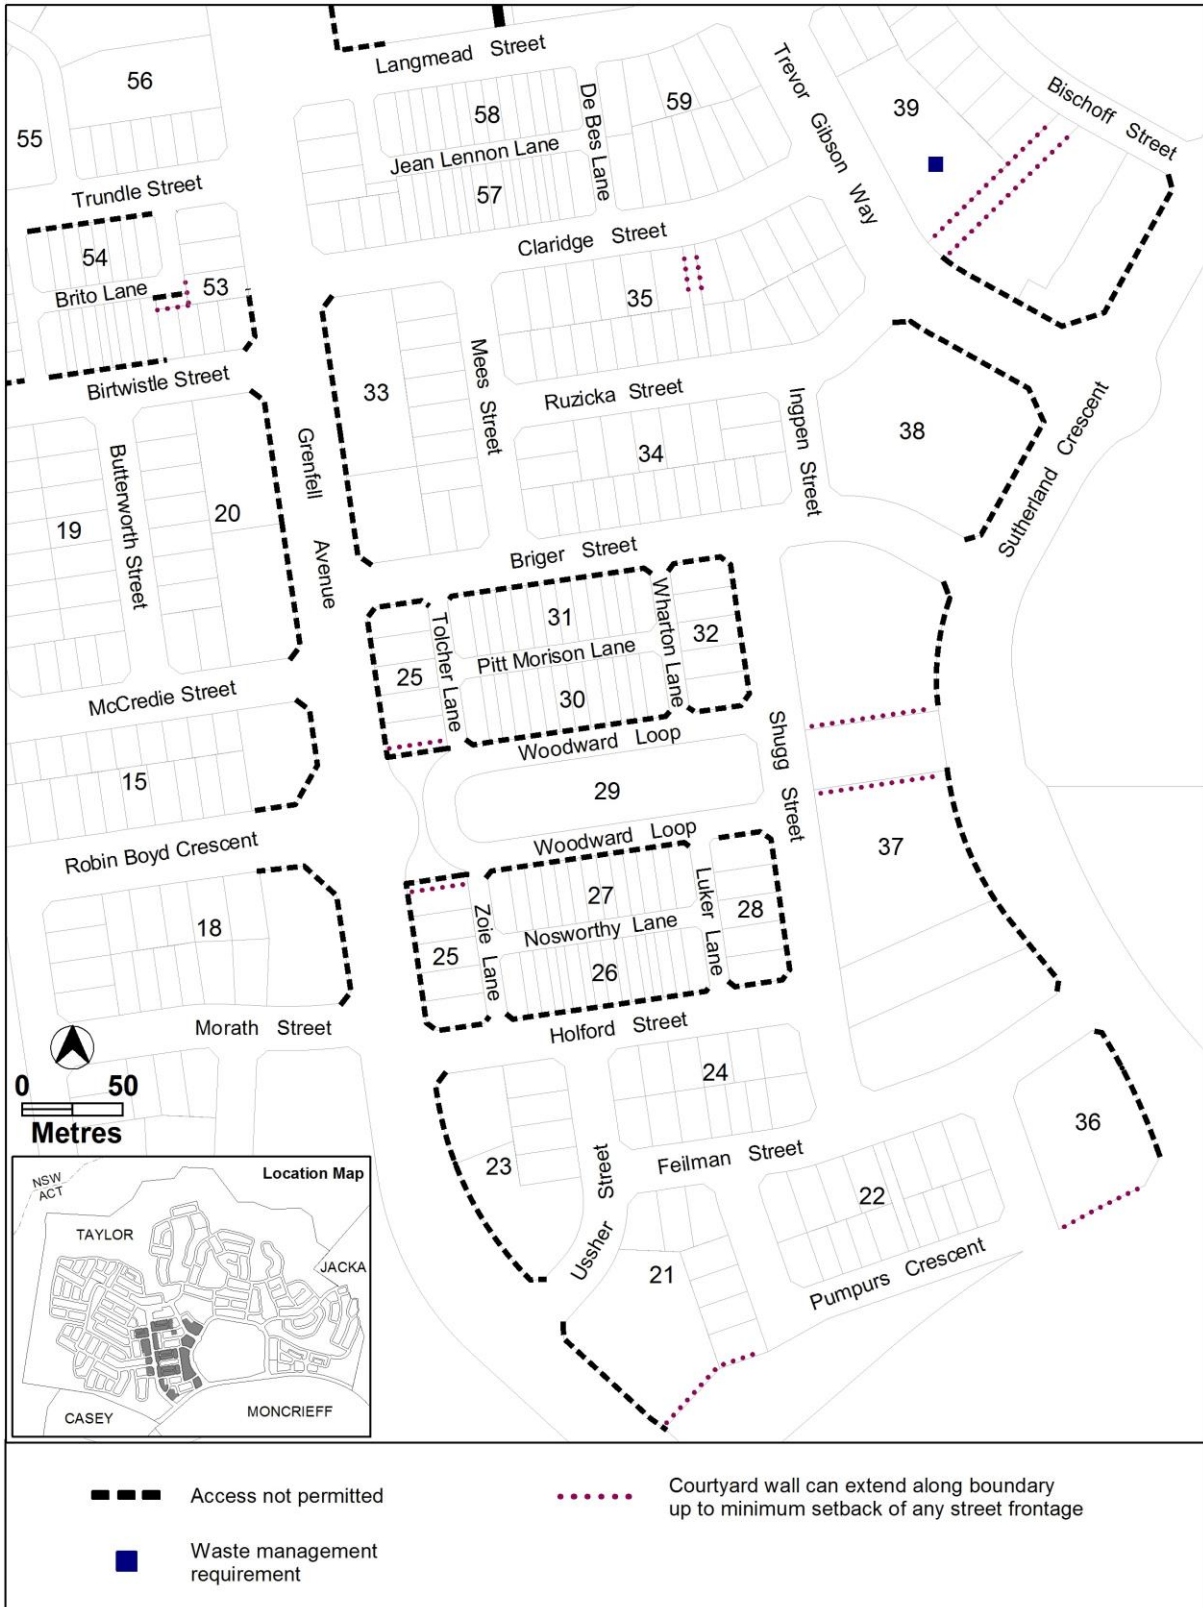 Langmead Street
56
58
De Bes Lane
59
Trevor Gibson Way
39
Bischoff Street
55
Jean Lennon Lane
57
Trundle Street
Claridge Street
54
53
Brito Lane
35
Birtwistle Street
33
Mees Street
Ruzicka Street
Ingpen Street
38
Sutherland Crescent
34
Grenfell Avenue
Butterworth Street
20
19
Briger Street
31
Wharton Lane
32
Tolcher Lane
Pitt Morison Lane
25
30
McCredie Street
Woodward Loop
Shugg Street
15
29
Robin Boyd Crescent
Woodward Loop
37
27
Luker Lane
28
18
Zoie Lane
Nosworthy Lane
25
26
Morath Street
Holford Street
0 50
Metres
24
36
23
Ussher Street
Feilman Street
22
21
Pumpurs Crescent
Location Map
NSW
ACT
TAYLOR
JACKA
CASEY
MONCRIEFF
Access not permitted
Courtyard wall can extend along boundary
up to minimum setback of any street frontage
Waste management
requirement